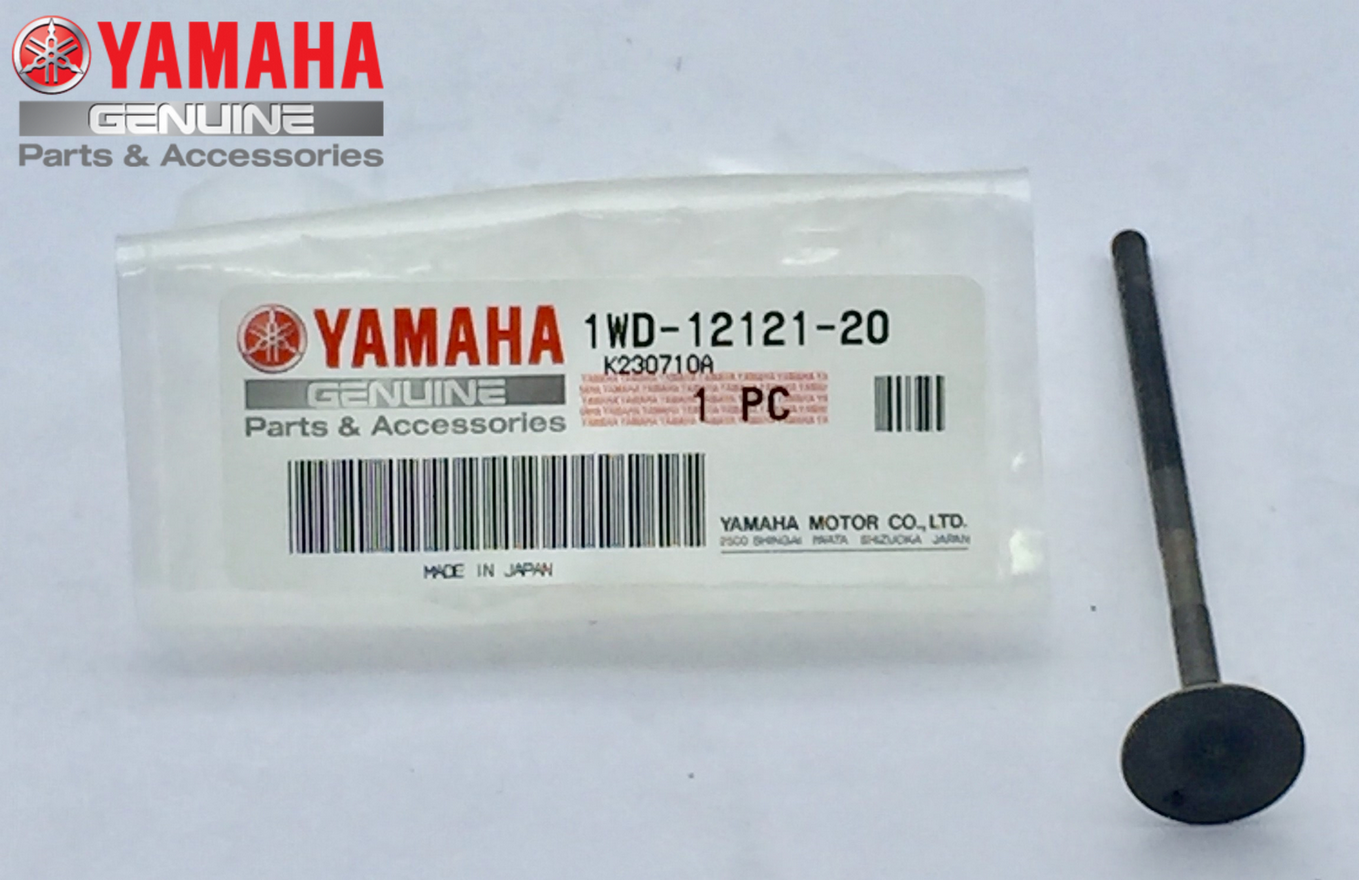 YAMAHA
GENUINE
Parts & Accessories
YAMAHA
GENUINE
Parts & Accessories
1WD-12121-20
K230710A
1 PC
MADE IN JAPAN
YAMAHA MOTOR CO., LTD.
2500 SHINGAI IWATA SHIZUOKA JAPAN